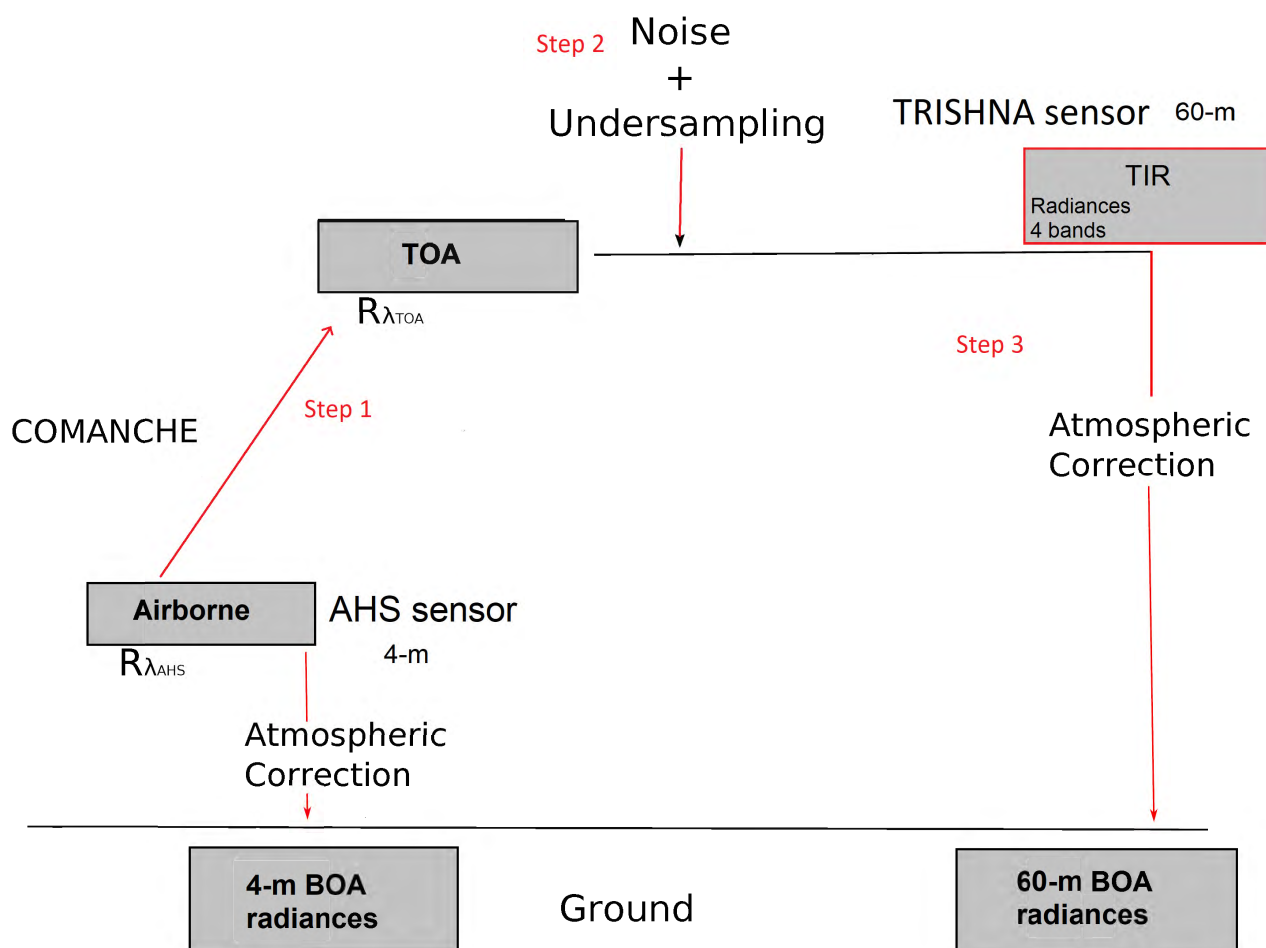 Step 2 Noise
+
Undersampling
TRISHNA sensor 60-m
TIR
Radiances
4 bands
TOA
RλTOA
Step 3
Step 1
COMANCHE
Atmospheric
Correction
Airborne
AHS sensor
4-m
RλAHS
Atmospheric
Correction
4-m BOA
radiances
Ground
60-m BOA
radiances